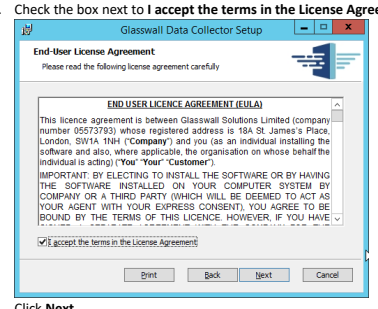 Check the box next to I accept the terms in the License Agree
Glasswall Data Collector Setup
End-User License Agreement
Please read the following license agreement carefully
END USER LICENCE AGREEMENT (EULA)
This licence agreement is between Glasswall Solutions Limited (company
number 05573793) whose registered address is 18A St. James's Place,
London, SW1A 1NH ("Company") and you (as an individual installing the
software and also, where applicable, the organisation on whose behalf the
individual is acting) ("You" "Your" "Customer").
IMPORTANT: BY ELECTING TO INSTALL THE SOFTWARE OR BY HAVING
THE SOFTWARE INSTALLED ON YOUR COMPUTER SYSTEM BY
COMPANY OR A THIRD PARTY (WHICH WILL BE DEEMED TO ACT AS
YOUR AGENT WITH YOUR EXPRESS CONSENT), YOU AGREE TO BE
BOUND BY THE TERMS OF THIS LICENCE. HOWEVER, IF YOU HAVE
I accept the terms in the License Agreement
Print Back Next Cancel
Click Next